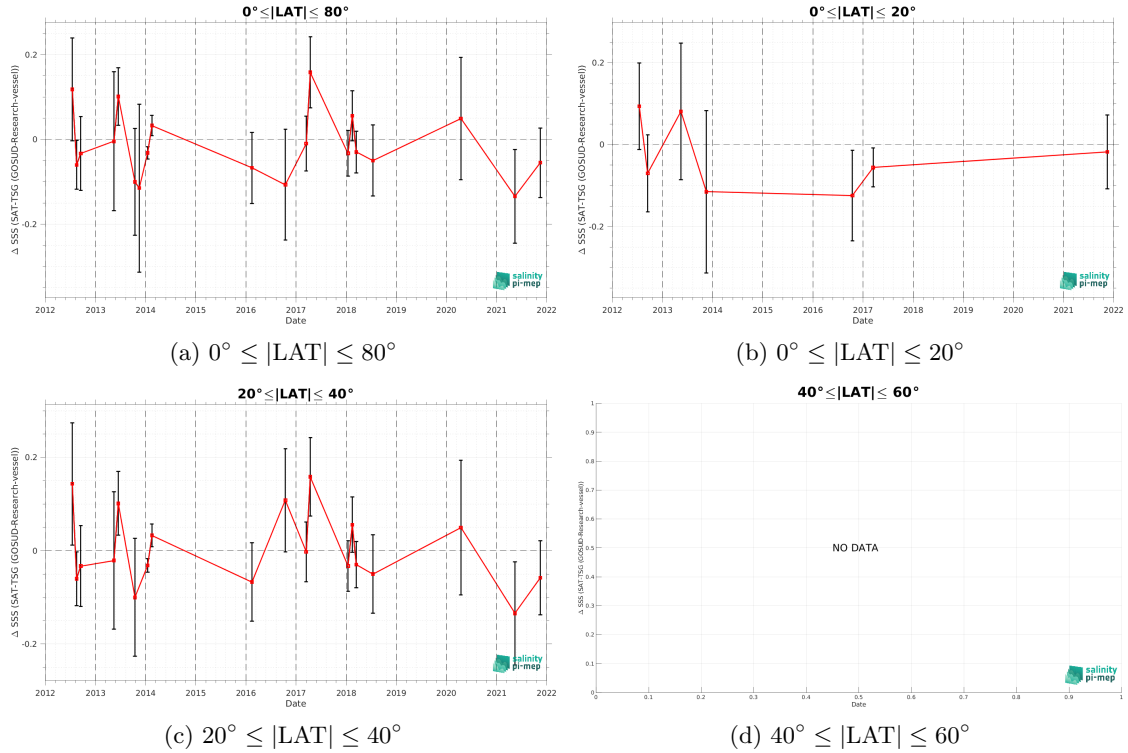 0°≤|LAT|≤ 80°
Δ SSS (SAT-TSG (GOSUD-Research-vessel))
0.2
0
-0.2
2012 2013 2014 2015 2016 2017 2018 2019 2020 2021 2022
Date
salinity
pi-mep
(a) 0° ≤ |LAT| ≤ 80°
0°≤|LAT|≤ 20°
Δ SSS (SAT-TSG (GOSUD-Research-vessel))
0.2
0
-0.2
2012 2013 2014 2015 2016 2017 2018 2019 2020 2021 2022
Date
salinity
pi-mep
(b) 0° ≤ |LAT| ≤ 20°
20°≤|LAT|≤ 40°
Δ SSS (SAT-TSG (GOSUD-Research-vessel))
0.2
0
-0.2
2012 2013 2014 2015 2016 2017 2018 2019 2020 2021 2022
Date
salinity
pi-mep
(c) 20° ≤ |LAT| ≤ 40°
40°≤|LAT|≤ 60°
Δ SSS (SAT-TSG (GOSUD-Research-vessel))
1
0.9
0.8
0.7
0.6
0.5
0.4
0.3
0.2
0.1
0
NO DATA
0 0.1 0.2 0.3 0.4 0.5 0.6 0.7 0.8 0.9 1
Date
salinity
pi-mep
(d) 40° ≤ |LAT| ≤ 60°